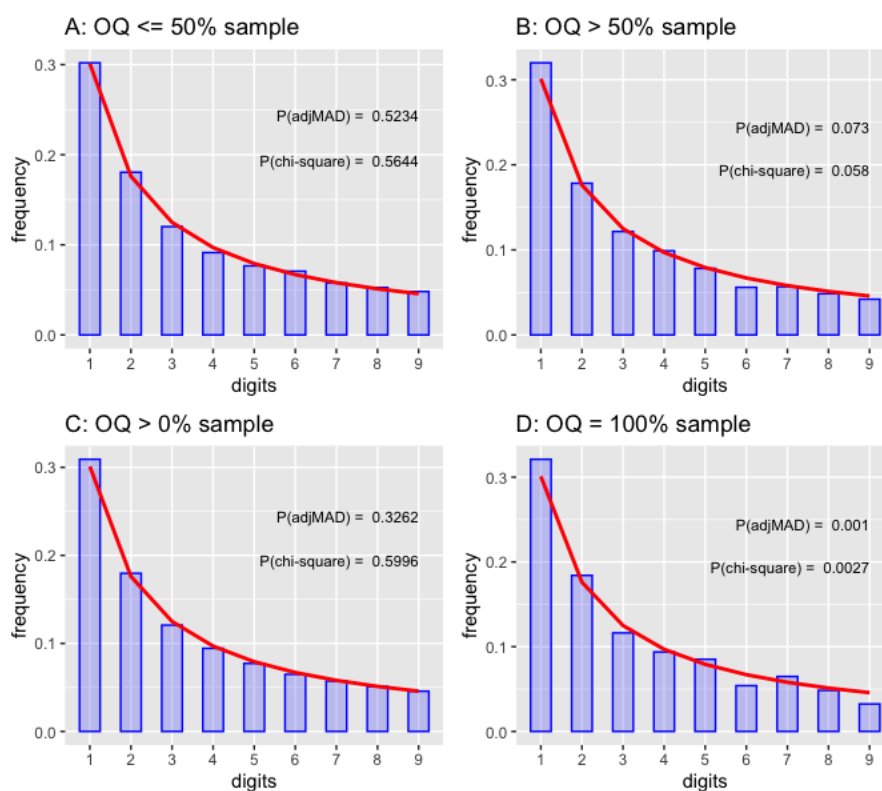 A: OQ <= 50% sample
frequency
0.3
0.2
0.1
0.0
P(adjMAD) = 0.5234
P(chi-square) = 0.5644
1 2 3 4 5 6 7 8 9
digits
B: OQ > 50% sample
frequency
0.3
0.2
0.1
0.0
P(adjMAD) = 0.073
P(chi-square) = 0.058
1 2 3 4 5 6 7 8 9
digits
C: OQ > 0% sample
frequency
0.3
0.2
0.1
0.0
P(adjMAD) = 0.3262
P(chi-square) = 0.5996
1 2 3 4 5 6 7 8 9
digits
D: OQ = 100% sample
frequency
0.3
0.2
0.1
0.0
P(adjMAD) = 0.001
P(chi-square) = 0.0027
1 2 3 4 5 6 7 8 9
digits